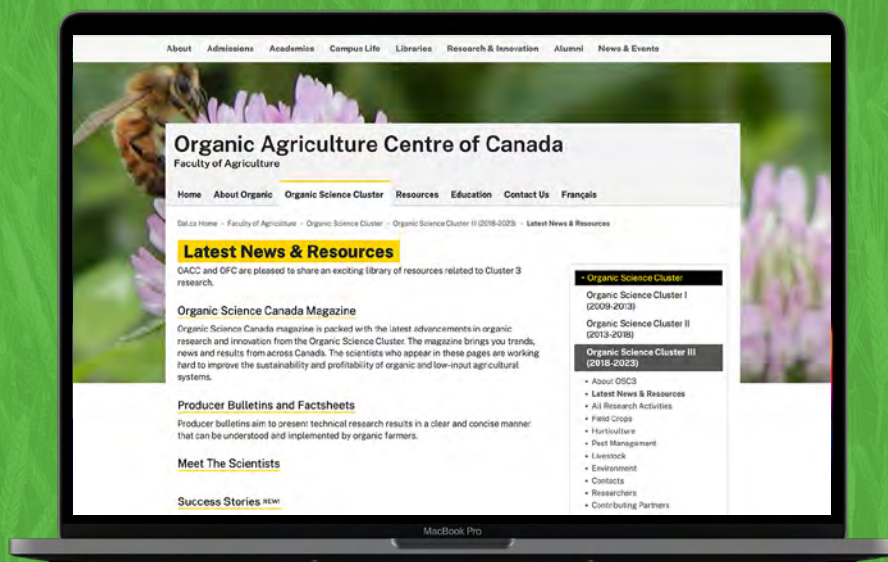 About Admissions Academics Campus Life Libraries Research & Innovation Alumni News & Events
Organic Agriculture Centre of Canada
Faculty of Agriculture
Home About Organic Organic Science Cluster Resources Education Contact Us Français
Dal.ca Home - Faculty of Agriculture - Organic Science Cluster - Organic Science Cluster III (2018-2023) - Latest News & Resources
Latest News & Resources
OACC and OFC are pleased to share an exciting library of resources related to Cluster 3
research.
Organic Science Canada Magazine
Organic Science Canada magazine is packed with the latest advancements in organic
research and innovation from the Organic Cluster. The magazine brings you trends,
news and results from across Canada. The scientists who appear in these pages are working
hard to improve the sustainability and profitability of organic and low-input agricultural
systems.
Producer Bulletins and Factsheets
Producer bulletins aim to present technical research results in a clear and concise manner
that can be understood and implemented by organic farmers.
Meet The Scientists
Success Stories NEW!
• Organic Science Cluster
Organic Science Cluster I
(2009-2013)
Organic Science Cluster II
(2013-2018)
Organic Science Cluster III
(2018-2023)
• About OSC3
• Latest News & Resources
• All Research Activities
• Field Crops
• Horticulture
• Pest Management
• Livestock
• Environment
• Contacts
• Researchers
• Contributing Partners
MacBook Pro